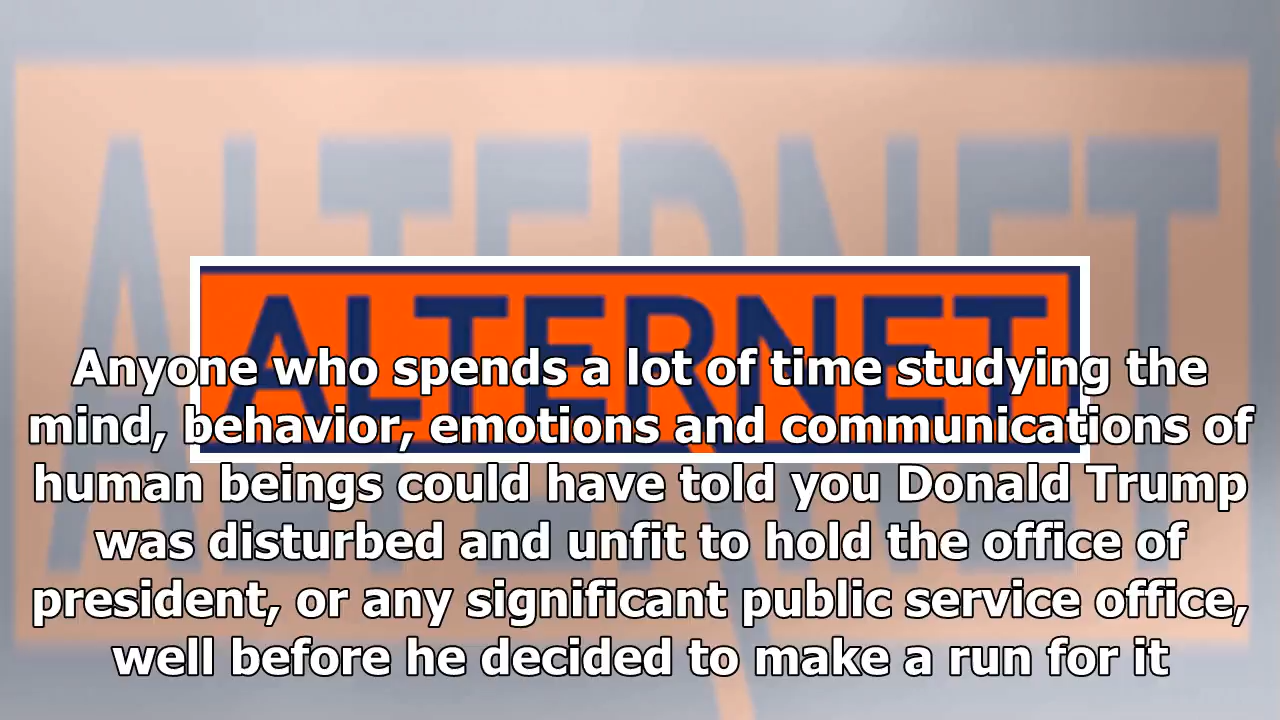 ALTERNET
Anyone who spends a lot of time studying the
mind, behavior, emotions and communications of
human beings could have told you Donald Trump
was disturbed and unfit to hold the office of
president, or any significant public service office,
well before he decided to make a run for it